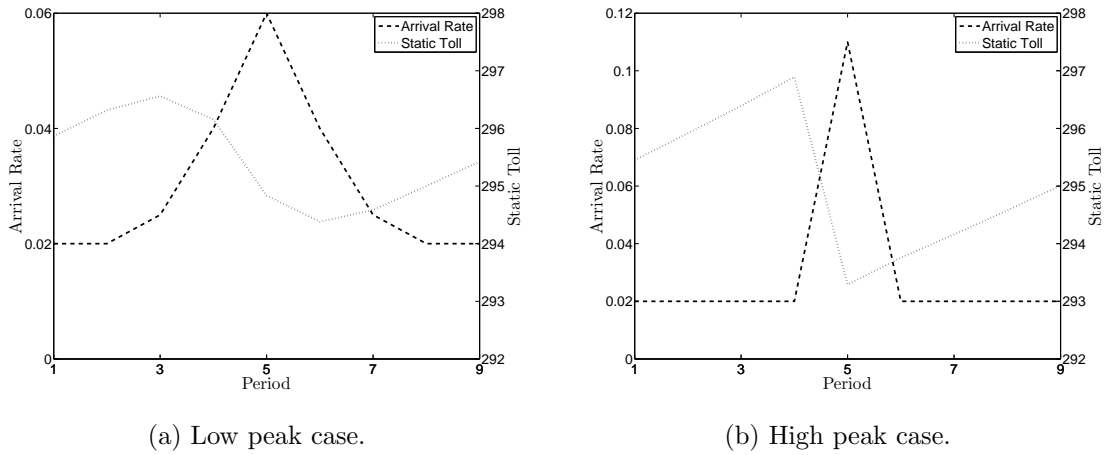 0.06
0.04
0.02
0
Arrival Rate
1
3
5
7
9
Period
298
297
296
295
294
293
292
Static Toll
Arrival Rate
Static Toll
(a) Low peak case.
0.12
0.1
0.08
0.06
0.04
0.02
0
Arrival Rate
1
3
5
7
9
Period
298
297
296
295
294
293
292
Static Toll
Arrival Rate
Static Toll
(b) High peak case.